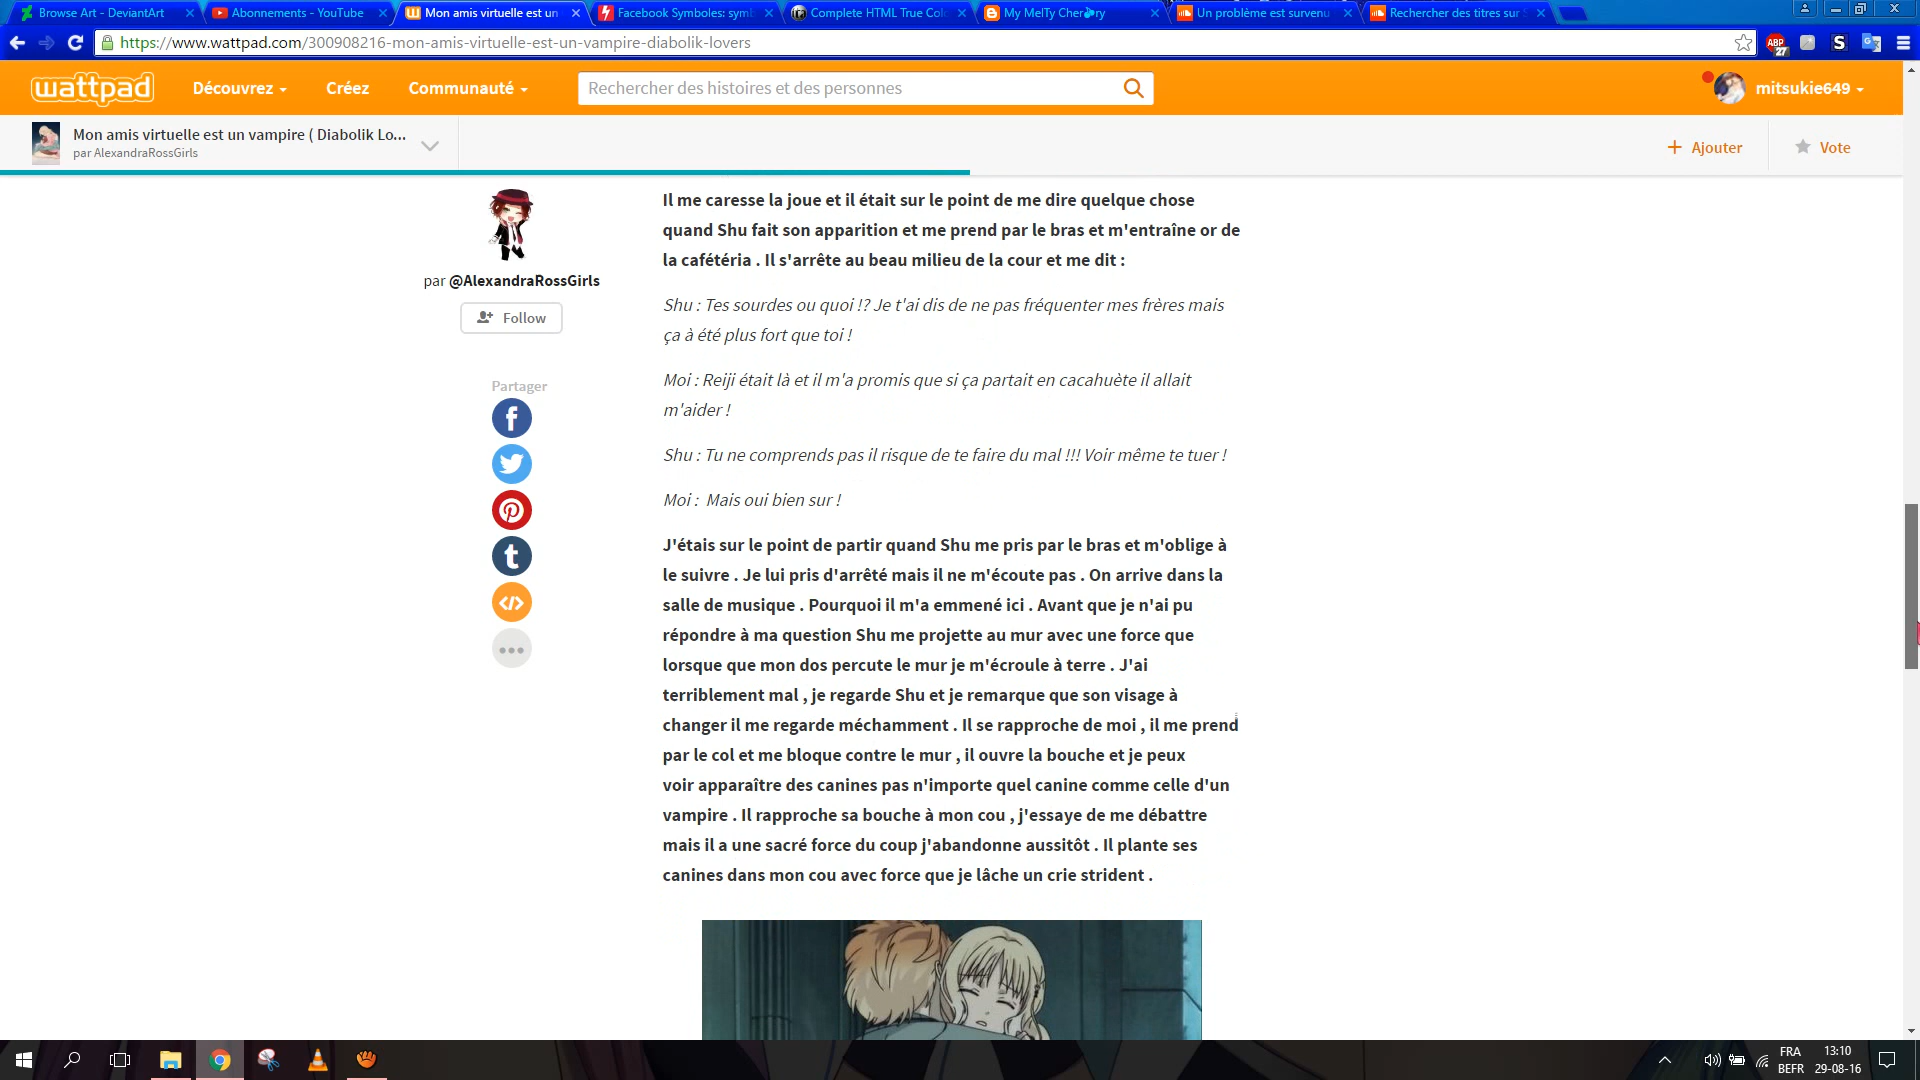 Browse Art - DeviantArt
Abonnements - YouTube
Mon amis virtuelle est un
Facebook Symboles: sym
Complete HTML True Col
My MelTy Cher
ry
Un problème est survenu
Rechercher des titres sur
https://www.wattpad.com/300908216-mon-amis-virtuelle-est-un-vampire-diabolik-lovers
ABP
27
S
wattpad
Découvrez
Créez
Communauté
Rechercher des histoires et des personnes
mitsukie649
Mon amis virtuelle est un vampire ( Diabolik Lo...
par AlexandraRossGirls
Ajouter
Vote
par @AlexandraRossGirls
Follow
Partager
Il me caresse la joue et il était sur le point de me dire quelque chose
quand Shu fait son apparition et me prend par le bras et m'entraîne or de
la cafétéria . Il s'arrête au beau milieu de la cour et me dit :
Shu : Tes sourdes ou quoi !? Je t'ai dis de ne pas fréquenter mes frères mais
ça à été plus fort que toi !
Moi : Reiji était là et il m'a promis que si ça partait en cacahuète il allait
m'aider !
Shu : Tu ne comprends pas il risque de te faire du mal !!! Voir même te tuer !
Moi :  Mais oui bien sur !
J'étais sur le point de partir quand Shu me pris par le bras et m'oblige à
le suivre . Je lui pris d'arrêté mais il ne m'écoute pas . On arrive dans la
salle de musique . Pourquoi il m'a emmené ici . Avant que je n'ai pu
répondre à ma question Shu me projette au mur avec une force que
lorsque que mon dos percute le mur je m'écroule à terre . J'ai
terriblement mal , je regarde Shu et je remarque que son visage à
changer il me regarde méchamment . Il se rapproche de moi , il me prend
par le col et me bloque contre le mur , il ouvre la bouche et je peux
voir apparaître des canines pas n'importe quel canine comme celle d'un
vampire . Il rapproche sa bouche à mon cou , j'essaye de me débattre
mais il a une sacré force du coup j'abandonne aussitôt . Il plante ses
canines dans mon cou avec force que je lâche un crie strident .
FRA
BEFR
13:10
29-08-16